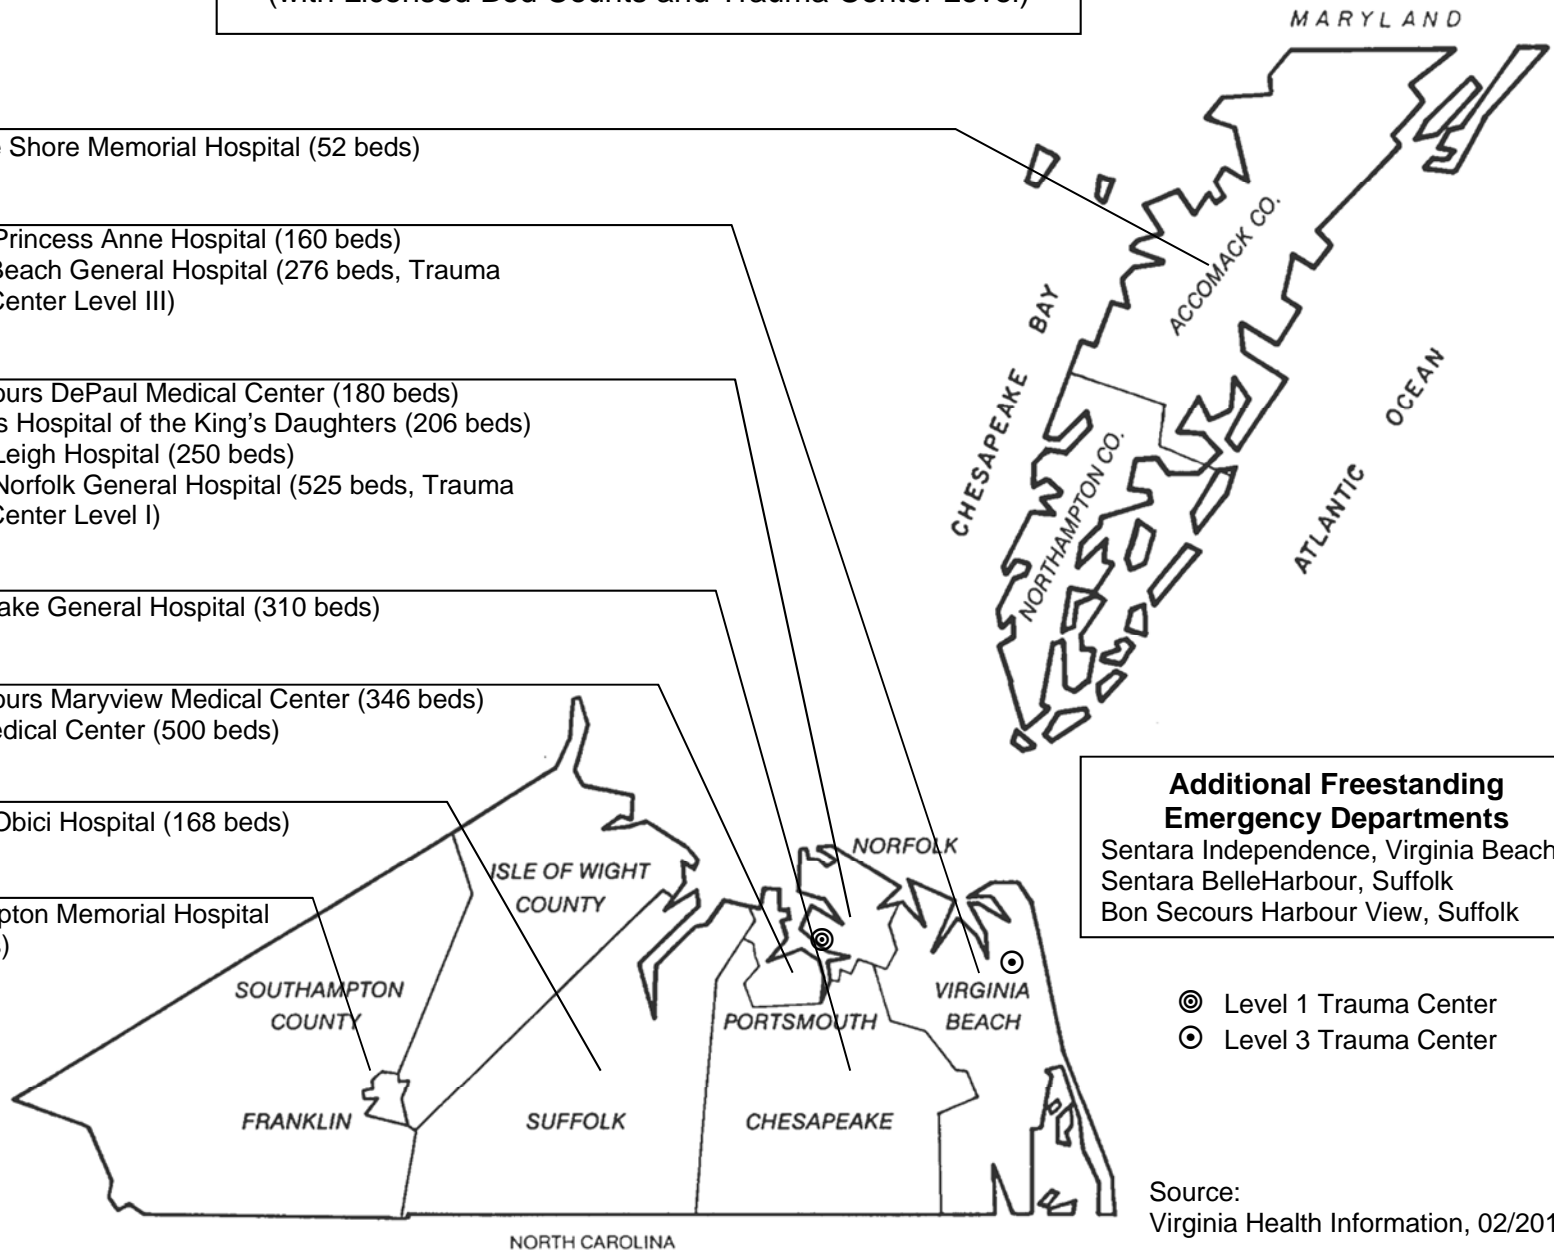 (with Licensed Bed Counts and Trauma Center Level)
MARYLAND
Shore Memorial Hospital (52 beds)
Princess Anne Hospital (160 beds)
Beach General Hospital (276 beds, Trauma
Center Level III)
ours DePaul Medical Center (180 beds)
s Hospital of the King’s Daughters (206 beds)
Leigh Hospital (250 beds)
Norfolk General Hospital (525 beds, Trauma
Center Level I)
ake General Hospital (310 beds)
ours Maryview Medical Center (346 beds)
edical Center (500 beds)
Obici Hospital (168 beds)
pton Memorial Hospital
)
ACCOMACK CO.
CHESAPEAKE BAY
NORTHAMPTON CO.
ATLANTIC OCEAN
Additional Freestanding
Emergency Departments
Sentara Independence, Virginia Beach
Sentara BelleHarbour, Suffolk
Bon Secours Harbour View, Suffolk
NORFOLK
ISLE OF WIGHT
COUNTY
SOUTHAMPTON
COUNTY
PORTSMOUTH
VIRGINIA
BEACH
FRANKLIN
SUFFOLK
CHESAPEAKE
Level 1 Trauma Center
Level 3 Trauma Center
Source:
Virginia Health Information, 02/201
NORTH CAROLINA